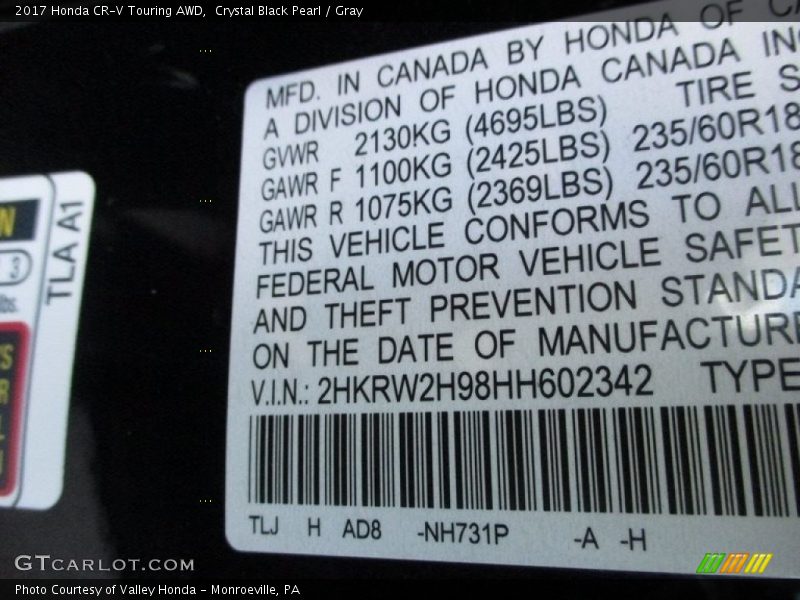 2017 Honda CR-V Touring AWD,  Crystal Black Pearl / Gray
MFD. IN CANADA BY HONDA OF
A DIVISION OF HONDA CANADA INC
GVWR 2130KG (4695LBS) TIRE S
GAWR F 1100KG (2425LBS) 235/60R18
GAWR R 1075KG (2369LBS) 235/60R18
THIS VEHICLE CONFORMS TO ALL
FEDERAL MOTOR VEHICLE SAFET
AND THEFT PREVENTION STANDA
ON THE DATE OF MANUFACTURE
V.I.N.: 2HKRW2H98HH602342 TYPE
TLJ H AD8 -NH731P -A -H
TLA A1
N
3
lbs.
GTCARLOT.COM
Photo Courtesy of Valley Honda - Monroeville, PA